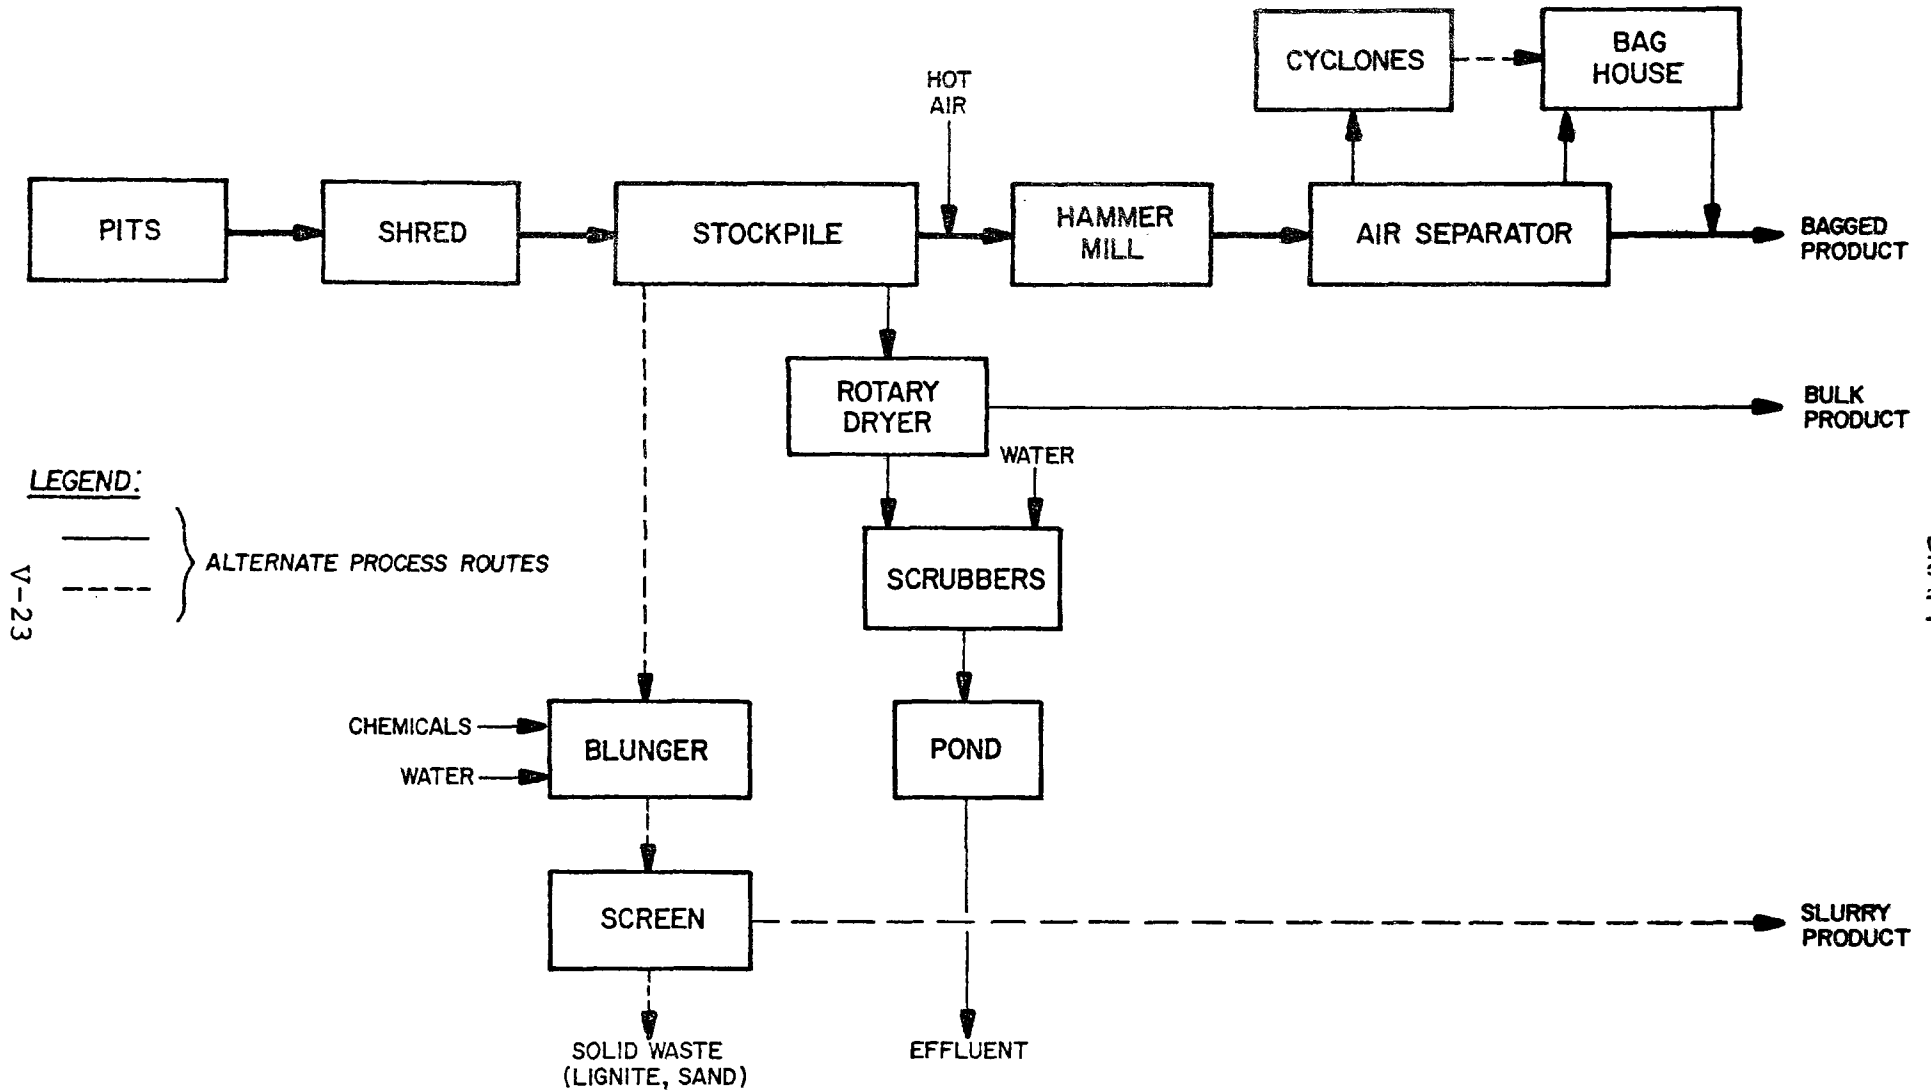 CYCLONES
BAG
HOUSE
HOT
AIR
PITS
SHRED
STOCKPILE
HAMMER
MILL
AIR SEPARATOR
BAGGED
PRODUCT
ROTARY
DRYER
BULK
PRODUCT
WATER
LEGEND:
ALTERNATE PROCESS ROUTES
V-23
SCRUBBERS
CHEMICALS
WATER
BLUNGER
POND
SCREEN
SLURRY
PRODUCT
SOLID WASTE
(LIGNITE, SAND)
EFFLUENT